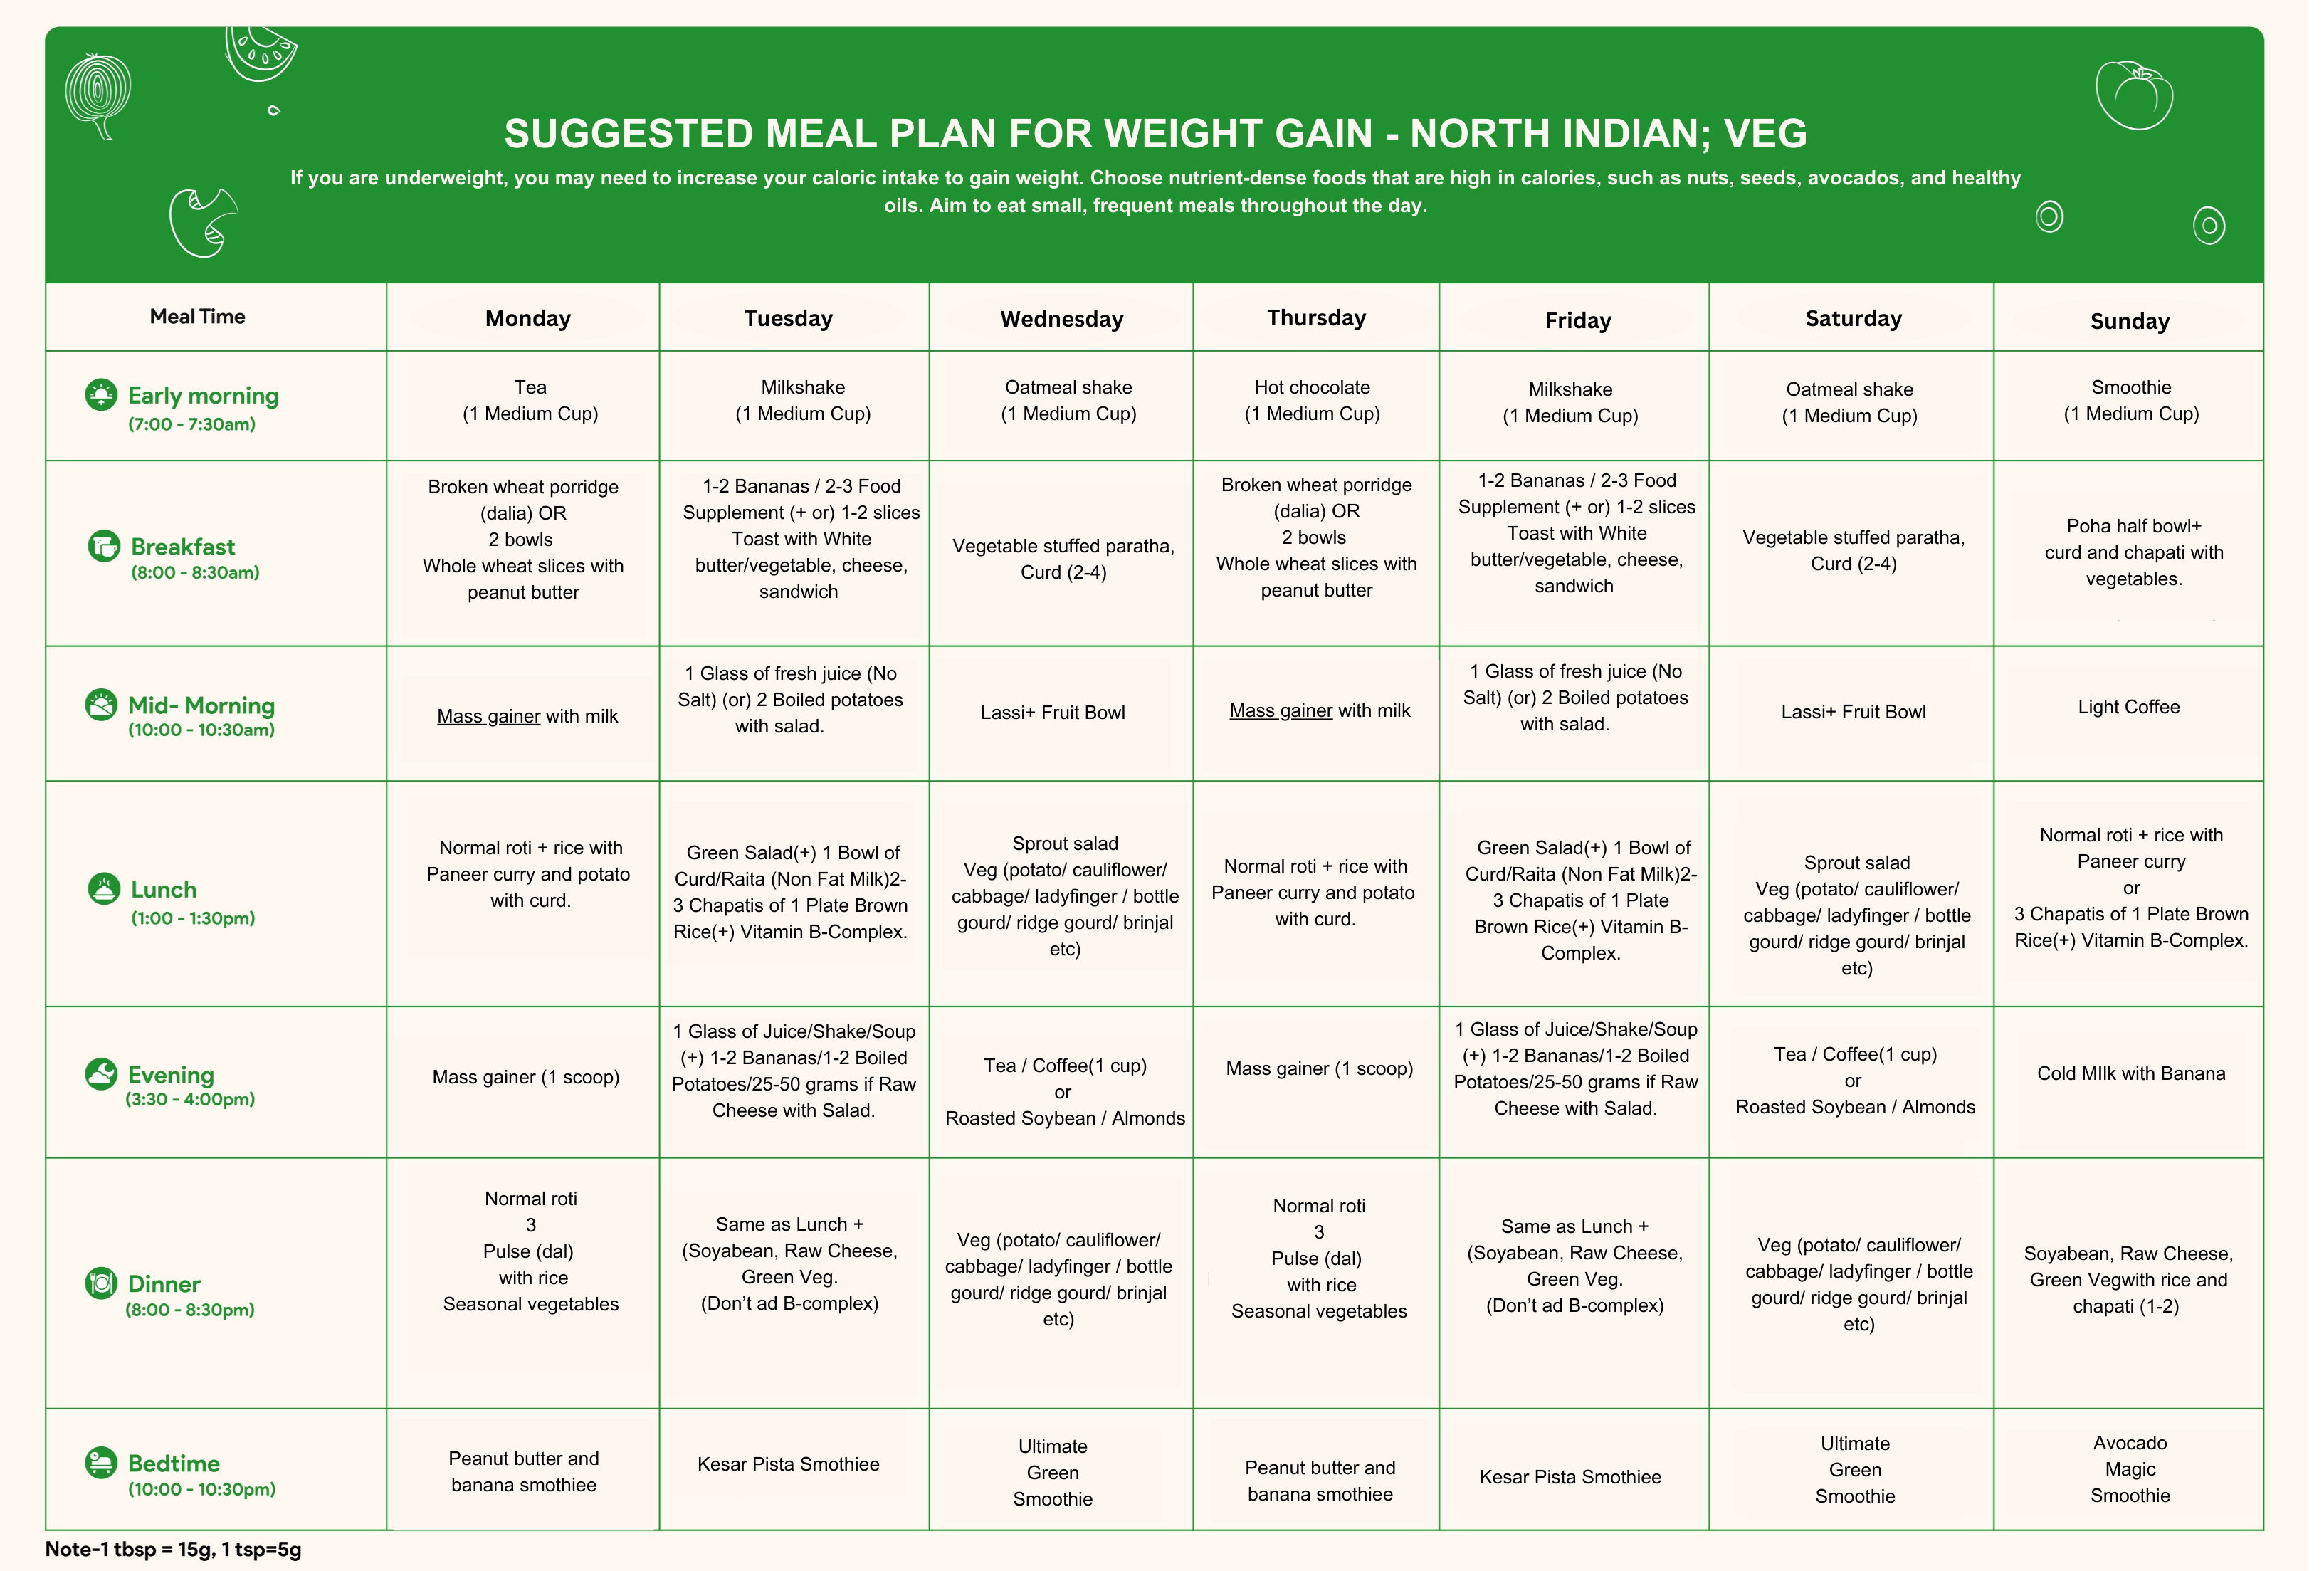 SUGGESTED MEAL PLAN FOR WEIGHT GAIN - NORTH INDIAN; VEG
If you are underweight, you may need to increase your caloric intake to gain weight. Choose nutrient-dense foods that are high in calories, such as nuts, seeds, avocados, and healthy
oils. Aim to eat small, frequent meals throughout the day.
Meal Time
Monday
Tuesday
Wednesday
Thursday
Friday
Saturday
Sunday
Early morning
(7:00 - 7:30am)
Tea
(1 Medium Cup)
Milkshake
(1 Medium Cup)
Oatmeal shake
(1 Medium Cup)
Hot chocolate
(1 Medium Cup)
Milkshake
(1 Medium Cup)
Oatmeal shake
(1 Medium Cup)
Smoothie
(1 Medium Cup)
Breakfast
(8:00 - 8:30am)
Broken wheat porridge
(dalia) OR
2 bowls
Whole wheat slices with
peanut butter
1-2 Bananas / 2-3 Food
Supplement (+ or) 1-2 slices
Toast with White
butter/vegetable, cheese,
sandwich
Vegetable stuffed paratha,
Curd (2-4)
Broken wheat porridge
(dalia) OR
2 bowls
Whole wheat slices with
peanut butter
1-2 Bananas / 2-3 Food
Supplement (+ or) 1-2 slices
Toast with White
butter/vegetable, cheese,
sandwich
Vegetable stuffed paratha,
Curd (2-4)
Poha half bowl+
curd and chapati with
vegetables.
Mid- Morning
(10:00 - 10:30am)
Mass gainer with milk
1 Glass of fresh juice (No
Salt) (or) 2 Boiled potatoes
with salad.
Lassi+ Fruit Bowl
Mass gainer with milk
1 Glass of fresh juice (No
Salt) (or) 2 Boiled potatoes
with salad.
Lassi+ Fruit Bowl
Light Coffee
Lunch
(1:00 - 1:30pm)
Normal roti + rice with
Paneer curry and potato
with curd.
Green Salad(+) 1 Bowl of
Curd/Raita (Non Fat Milk)2-
3 Chapatis of 1 Plate Brown
Rice(+) Vitamin B-Complex.
Sprout salad
Veg (potato/ cauliflower/
cabbage/ ladyfinger / bottle
gourd/ ridge gourd/ brinjal
etc)
Normal roti + rice with
Paneer curry and potato
with curd.
Green Salad(+) 1 Bowl of
Curd/Raita (Non Fat Milk)2-
3 Chapatis of 1 Plate
Brown Rice(+) Vitamin B-
Complex.
Sprout salad
Veg (potato/ cauliflower/
cabbage/ ladyfinger / bottle
gourd/ ridge gourd/ brinjal
etc)
Normal roti + rice with
Paneer curry
or
3 Chapatis of 1 Plate Brown
Rice(+) Vitamin B-Complex.
Evening
(3:30 - 4:00pm)
Mass gainer (1 scoop)
1 Glass of Juice/Shake/Soup
(+) 1-2 Bananas/1-2 Boiled
Potatoes/25-50 grams if Raw
Cheese with Salad.
Tea / Coffee(1 cup)
or
Roasted Soybean / Almonds
Mass gainer (1 scoop)
1 Glass of Juice/Shake/Soup
(+) 1-2 Bananas/1-2 Boiled
Potatoes/25-50 grams if Raw
Cheese with Salad.
Tea / Coffee(1 cup)
or
Roasted Soybean / Almonds
Cold MIlk with Banana
Dinner
(8:00 - 8:30pm)
Normal roti
3
Pulse (dal)
with rice
Seasonal vegetables
Same as Lunch +
(Soyabean, Raw Cheese,
Green Veg.
(Don't ad B-complex)
Veg (potato/ cauliflower/
cabbage/ ladyfinger / bottle
gourd/ ridge gourd/ brinjal
etc)
Normal roti
3
Pulse (dal)
with rice
Seasonal vegetables
Same as Lunch +
(Soyabean, Raw Cheese,
Green Veg.
(Don't ad B-complex)
Veg (potato/ cauliflower/
cabbage/ ladyfinger / bottle
gourd/ ridge gourd/ brinjal
etc)
Soyabean, Raw Cheese,
Green Vegwith rice and
chapati (1-2)
Bedtime
(10:00 - 10:30pm)
Peanut butter and
banana smothiee
Kesar Pista Smothiee
Ultimate
Green
Smoothie
Peanut butter and
banana smothiee
Kesar Pista Smothiee
Ultimate
Green
Smoothie
Avocado
Magic
Smoothie
Note-1 tbsp = 15g, 1 tsp=5g